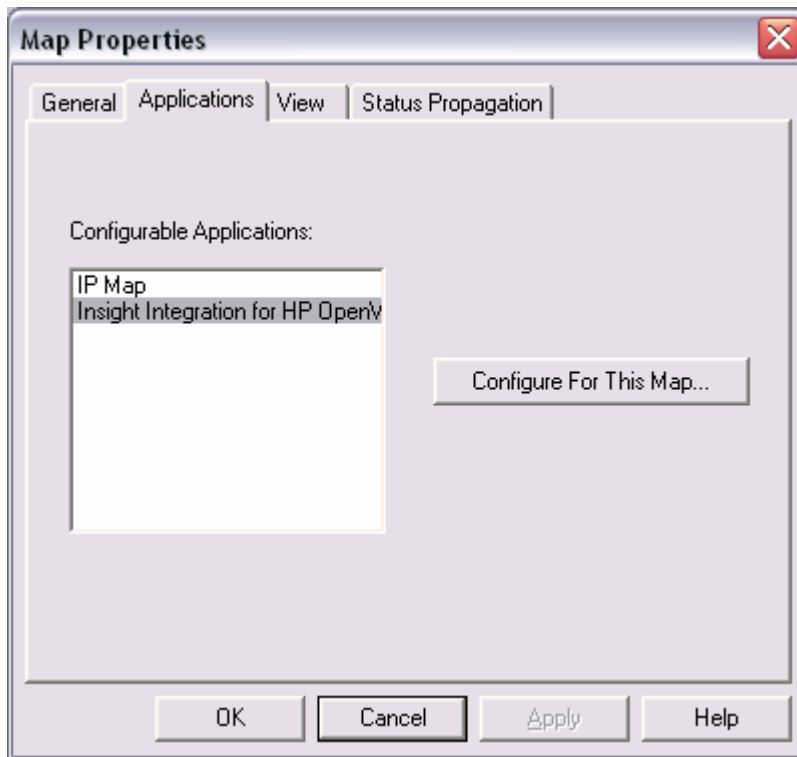 Map Properties
General Applications View Status Propagation
Configurable Applications:
IP Map
Insight Integration for HP OpenV
Configure For This Map...
OK Cancel Apply Help